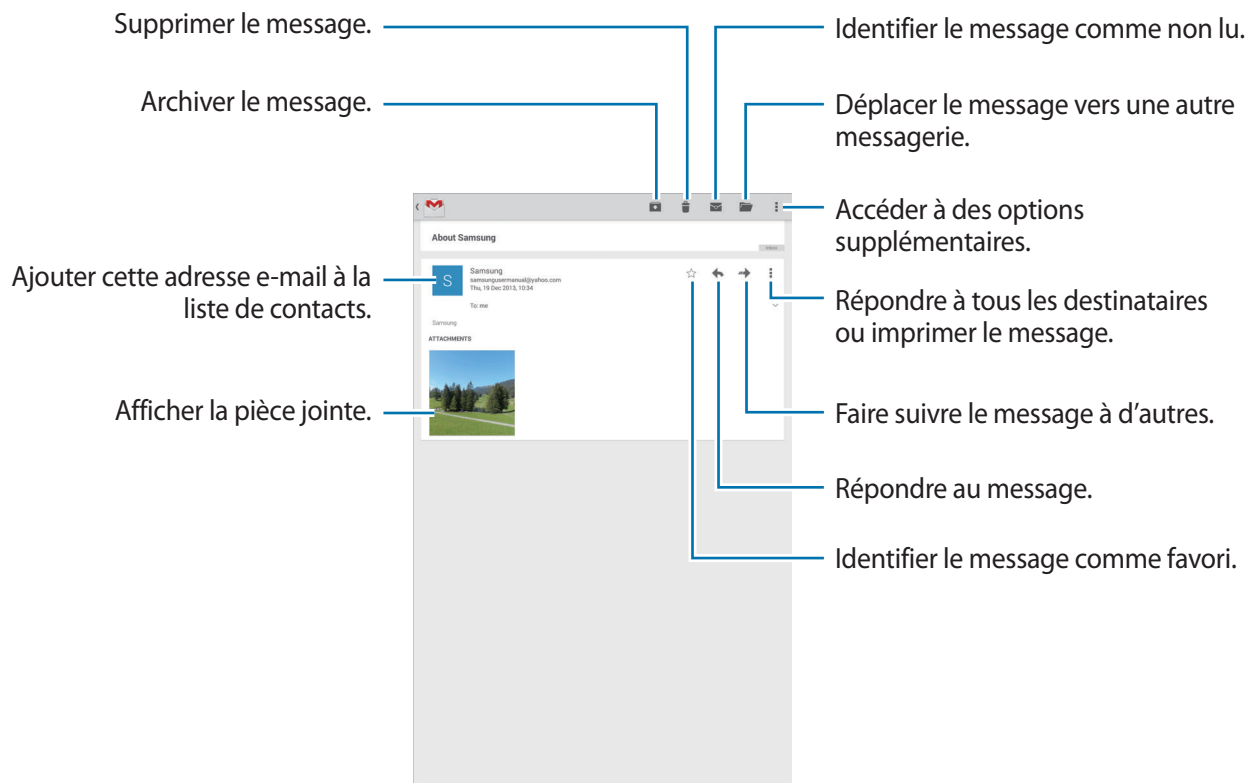 Supprimer le message.
Archiver le message.
Ajouter cette adresse e-mail à la
liste de contacts.
Afficher la pièce jointe.
About Samsung
Inbox
S
Samsung
samsungusermanual@yahoo.com
Thu, 19 Dec 2013, 10:34
To: me
Samsung
ATTACHMENTS
Identifier le message comme non lu.
Déplacer le message vers une autre
messagerie.
Accéder à des options
supplémentaires.
Répondre à tous les destinataires
ou imprimer le message.
Faire suivre le message à d’autres.
Répondre au message.
Identifier le message comme favori.